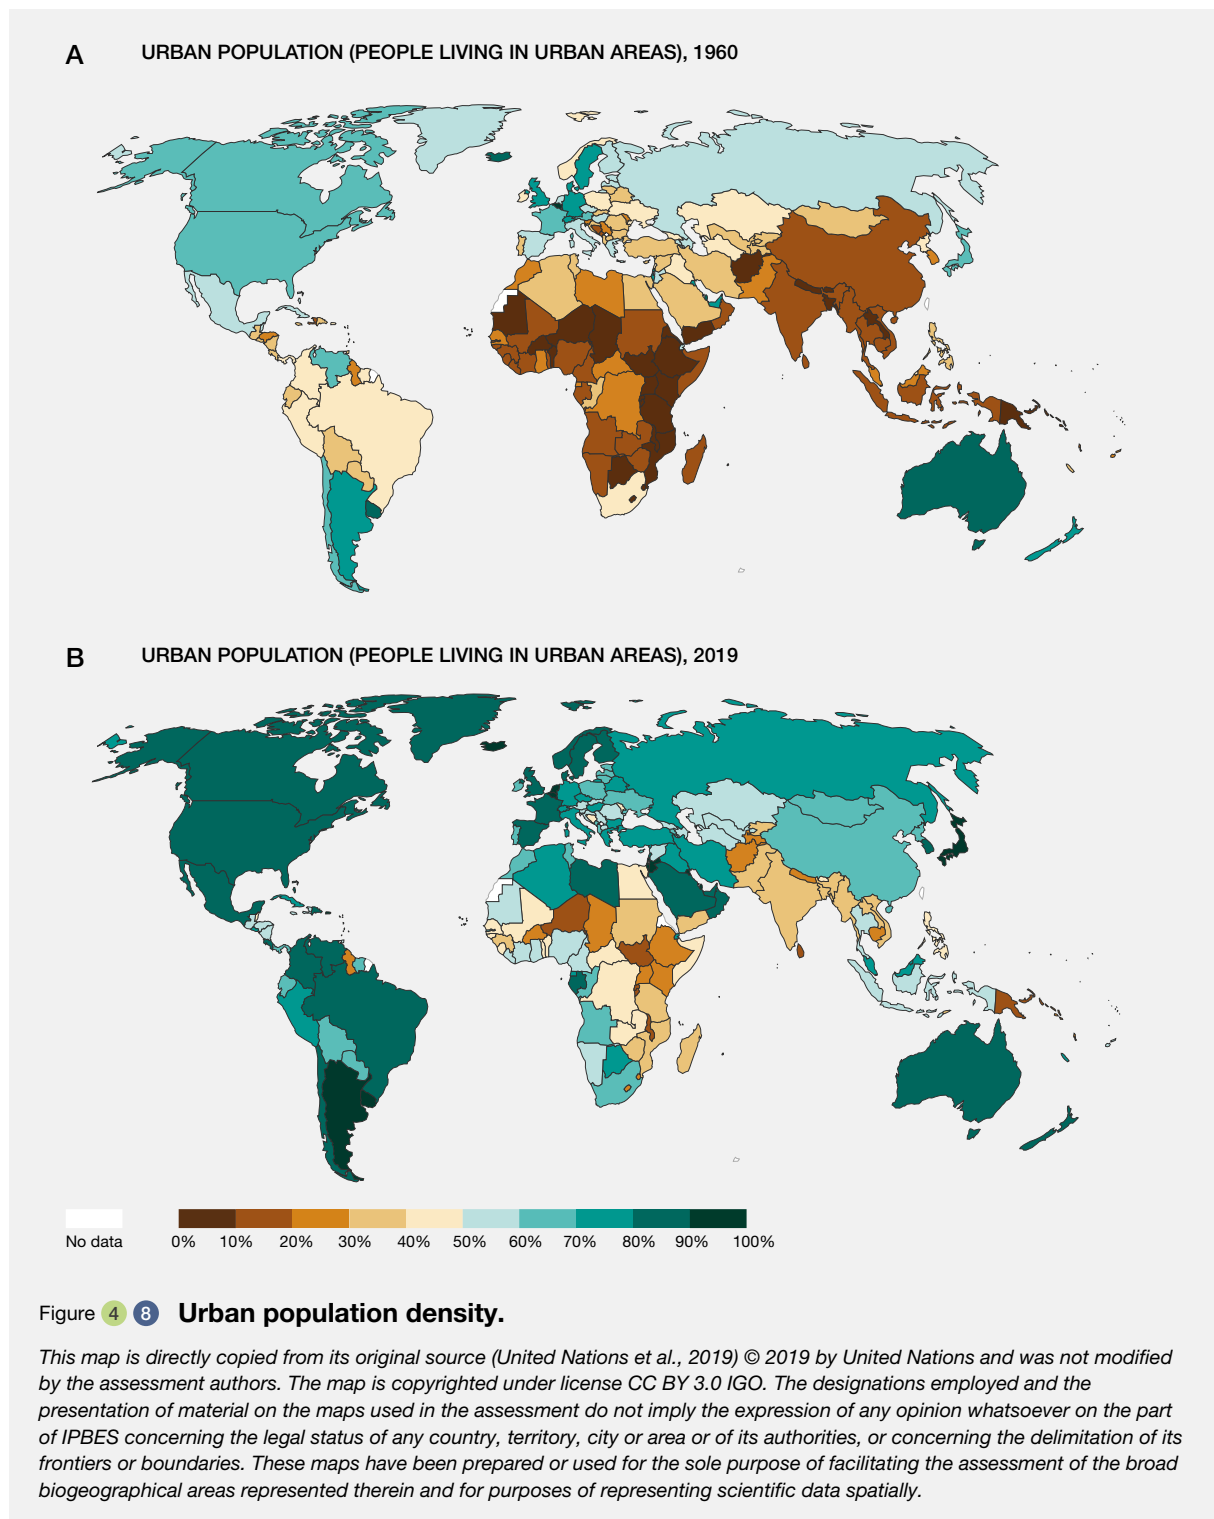 A URBAN POPULATION (PEOPLE LIVING IN URBAN AREAS), 1960
B URBAN POPULATION (PEOPLE LIVING IN URBAN AREAS), 2019
No data 0% 10% 20% 30% 40% 50% 60% 70% 80% 90% 100%
Figure 4 8 Urban population density.
This map is directly copied from its original source (United Nations et al., 2019) © 2019 by United Nations and was not modified
by the assessment authors. The map is copyrighted under license CC BY 3.0 IGO. The designations employed and the
presentation of material on the maps used in the assessment do not imply the expression of any opinion whatsoever on the part
of IPBES concerning the legal status of any country, territory, city or area or of its authorities, or concerning the delimitation of its
frontiers or boundaries. These maps have been prepared or used for the sole purpose of facilitating the assessment of the broad
biogeographical areas represented therein and for purposes of representing scientific data spatially.